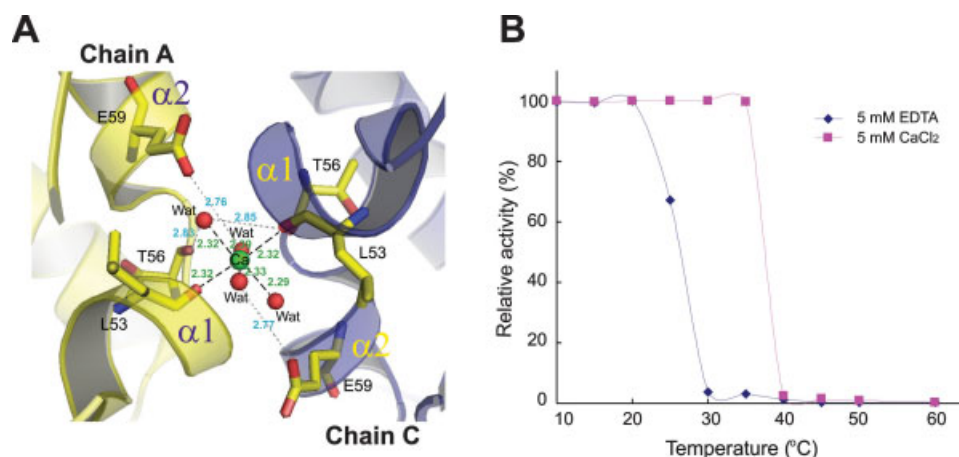 A
Chain A
α2
E59
α1
T56
2.76
Wat
2.85
Wat
2.83
2.32
2.32
L53
Ca
T56
2.32
2.33
2.29
Wat
Wat
L53
α1
2.77
α2
E59
Chain C
B
100
80
60
40
20
0
Relative activity (%)
10
20
30
40
50
60
Temperature (°C)
5 mM EDTA
5 mM CaCl₂